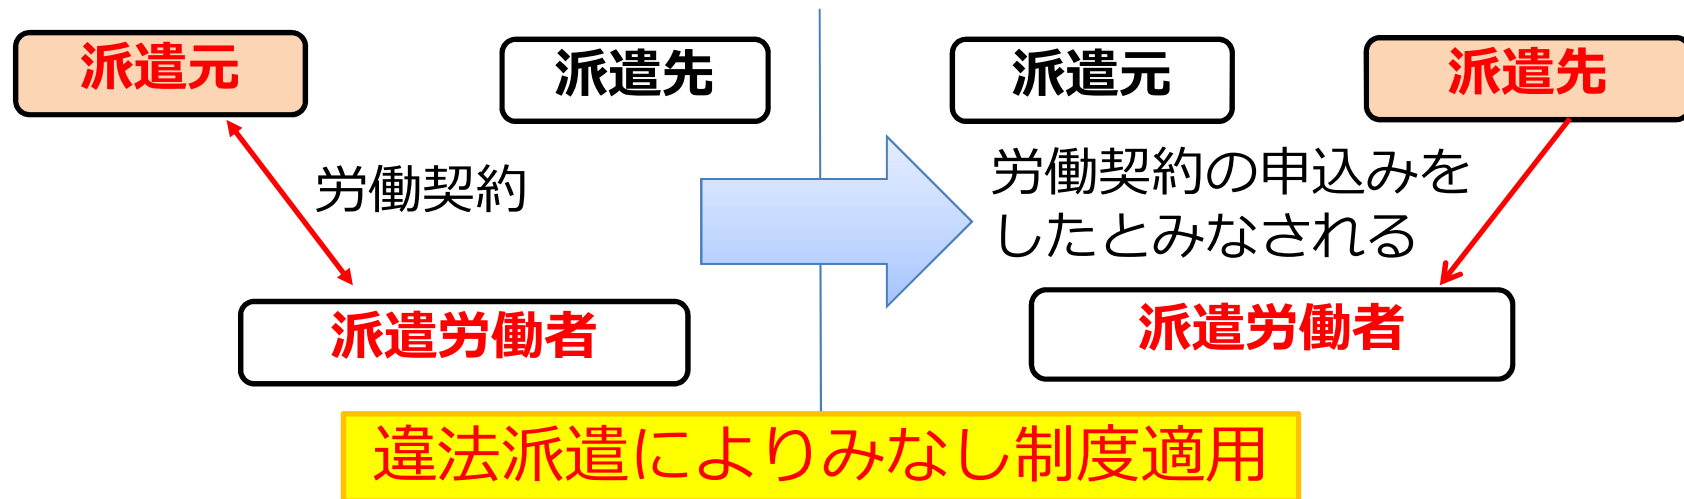 派遣元
派遣先
労働契約
派遣労働者
派遣元
派遣先
労働契約の申込みを
したとみなされる
派遣労働者
違法派遣によりみなし制度適用